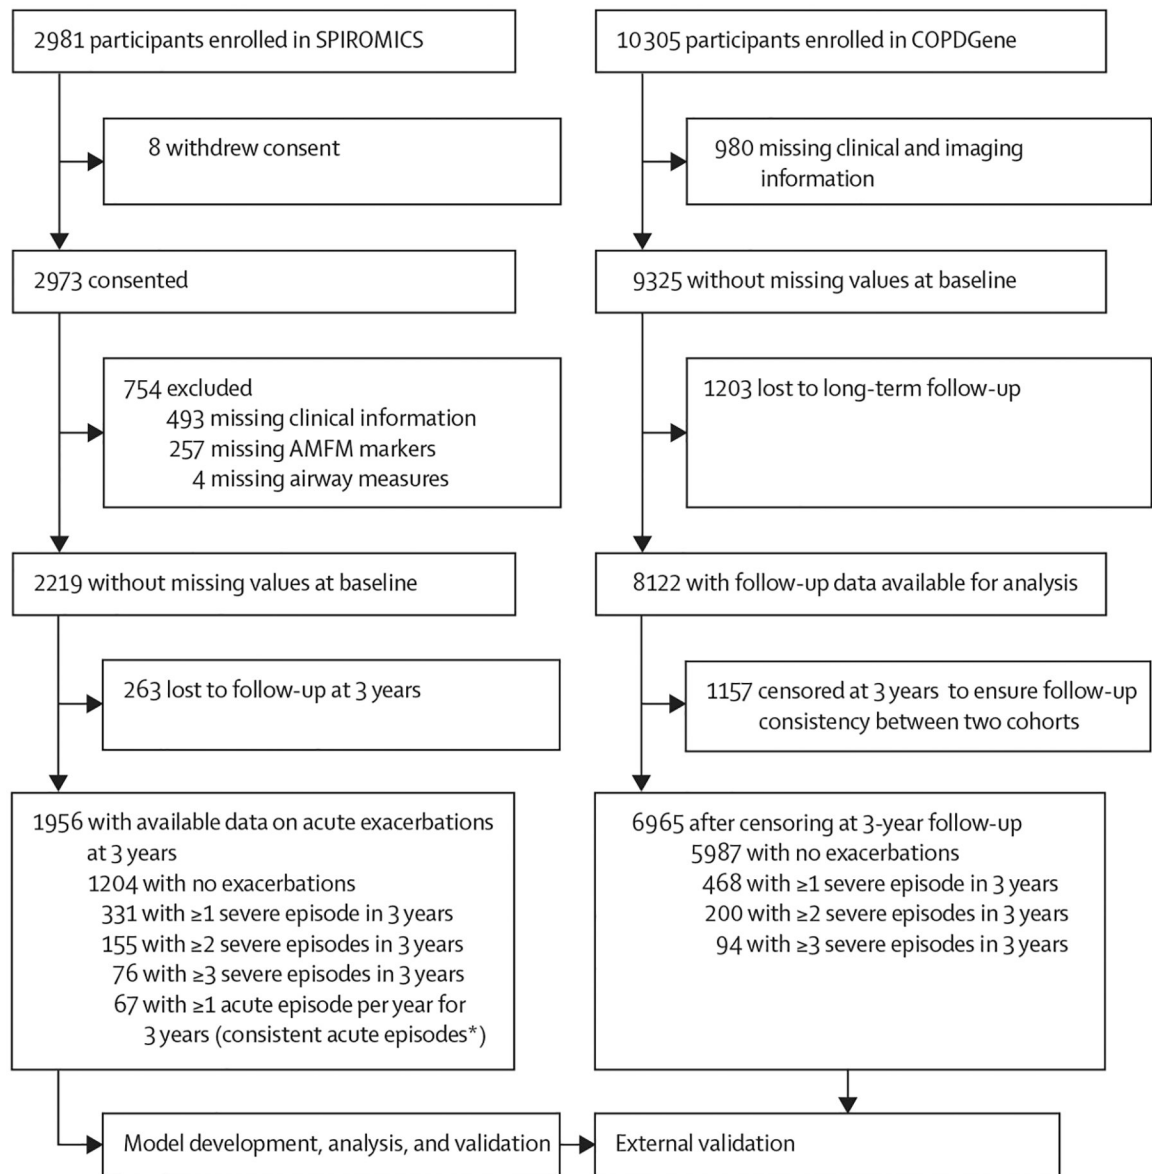 2981 participants enrolled in SPIROMICS
8 withdrew consent
2973 consented
754 excluded
493 missing clinical information
257 missing AMFM markers
4 missing airway measures
2219 without missing values at baseline
263 lost to follow-up at 3 years
1956 with available data on acute exacerbations
at 3 years
1204 with no exacerbations
331 with ≥1 severe episode in 3 years
155 with ≥2 severe episodes in 3 years
76 with ≥3 severe episodes in 3 years
67 with ≥1 acute episode per year for
3 years (consistent acute episodes*)
Model development, analysis, and validation
10305 participants enrolled in COPDGene
980 missing clinical and imaging
information
9325 without missing values at baseline
1203 lost to long-term follow-up
8122 with follow-up data available for analysis
1157 censored at 3 years to ensure follow-up
consistency between two cohorts
6965 after censoring at 3-year follow-up
5987 with no exacerbations
468 with ≥1 severe episode in 3 years
200 with ≥2 severe episodes in 3 years
94 with ≥3 severe episodes in 3 years
External validation